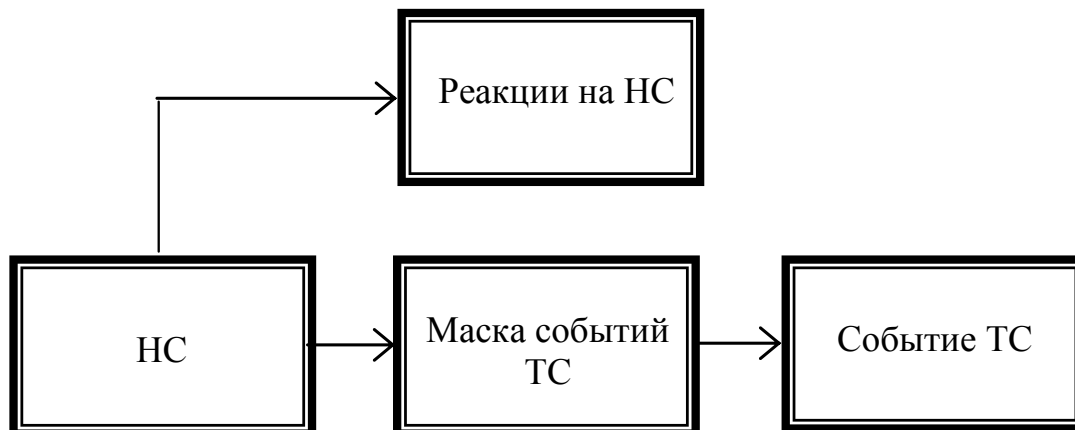 Реакции на НС
НС
Маска событий
ТС
Событие ТС